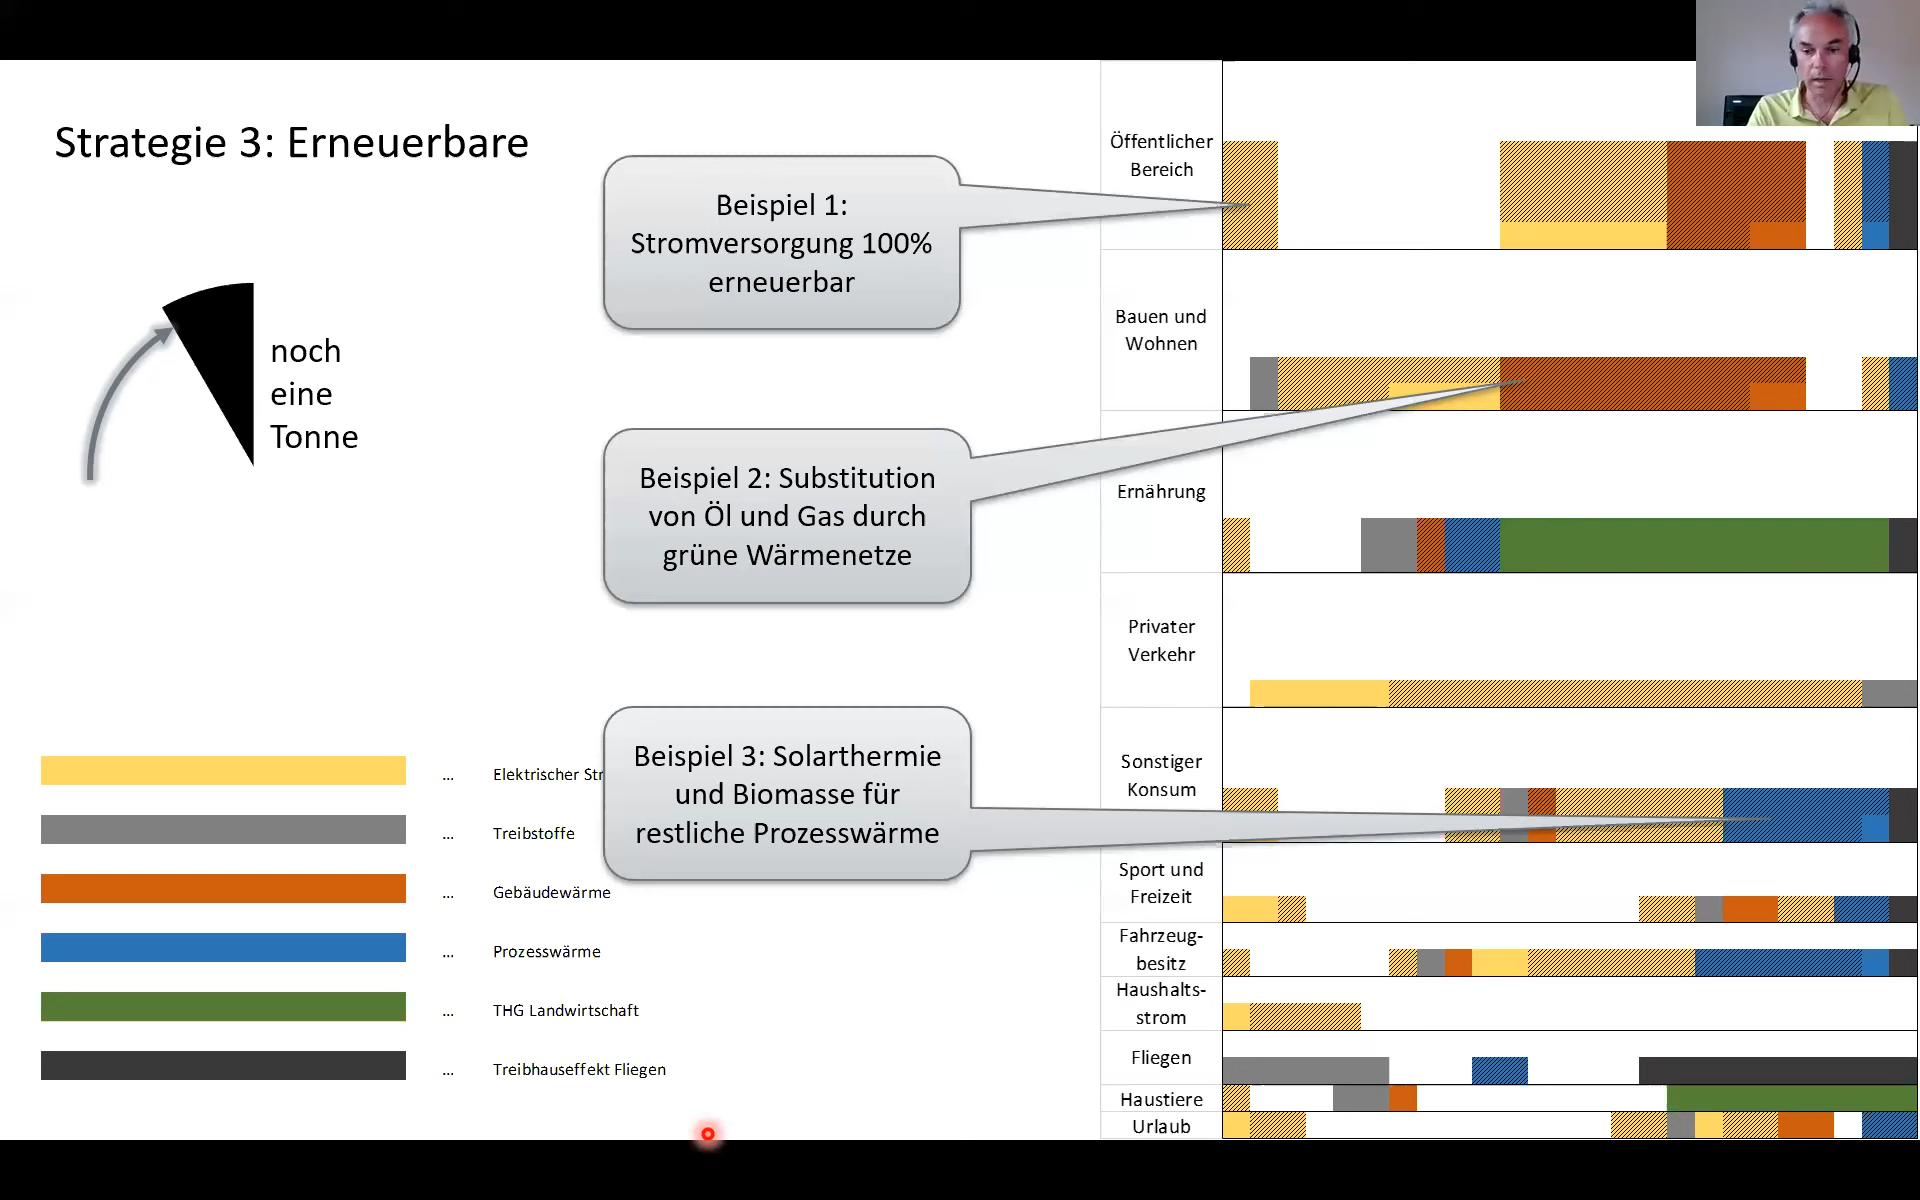 Strategie 3: Erneuerbare
noch
eine
Tonne
Beispiel 1:
Stromversorgung 100%
erneuerbar
Beispiel 2: Substitution
von Öl und Gas durch
grüne Wärmenetze
Beispiel 3: Solarthermie
und Biomasse für
restliche Prozesswärme
... Elektrischer Str
... Treibstoffe
... Gebäudewärme
... Prozesswärme
... THG Landwirtschaft
... Treibhauseffekt Fliegen
Öffentlicher
Bereich
Bauen und
Wohnen
Ernährung
Privater
Verkehr
Sonstiger
Konsum
Sport und
Freizeit
Fahrzeug-
besitz
Haushalts-
strom
Fliegen
Haustiere
Urlaub